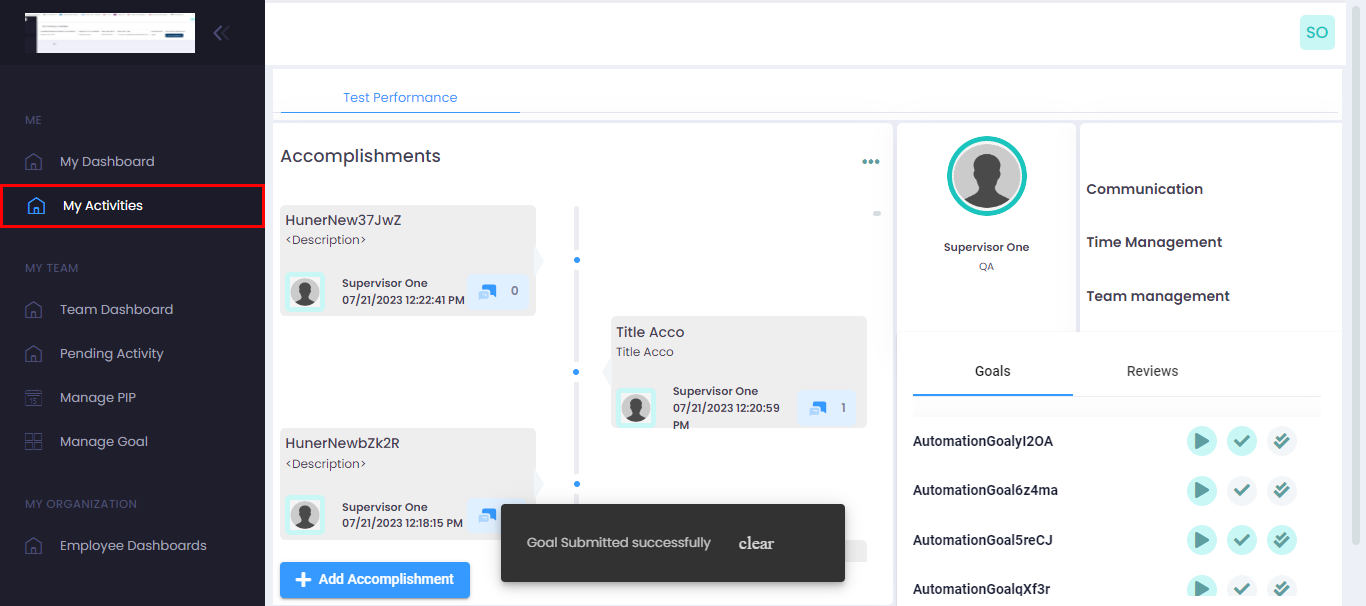 SO
ME
My Dashboard
My Activities
MY TEAM
Team Dashboard
Pending Activity
Manage PIP
15
Manage Goal
MY ORGANIZATION
Employee Dashboards
Test Performance
Accomplishments
HunerNew37JwZ
<Description>
Supervisor One
07/21/2023 12:22:41 PM
0
Title Acco
Title Acco
Supervisor One
07/21/2023 12:20:59
PM
1
HunerNewbZk2R
<Description>
Supervisor One
07/21/2023 12:18:15 PM
Goal Submitted successfully clear
Add Accomplishment
Supervisor One
QA
Communication
Time Management
Team management
Goals Reviews
AutomationGoalyI2OA
AutomationGoal6z4ma
AutomationGoal5reCJ
AutomationGoalqXf3r